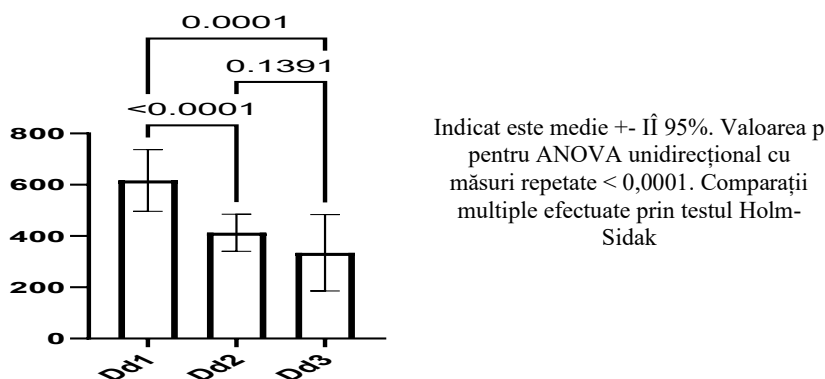 0.0001
0.1391
<0.0001
800
600
400
200
0
Dd1
Dd2
Dd3
Indicat este medie +- IÎ 95%. Valoarea p
pentru ANOVA unidirecțional cu
măsuri repetate < 0,0001. Comparații
multiple efectuate prin testul Holm-
Sidak